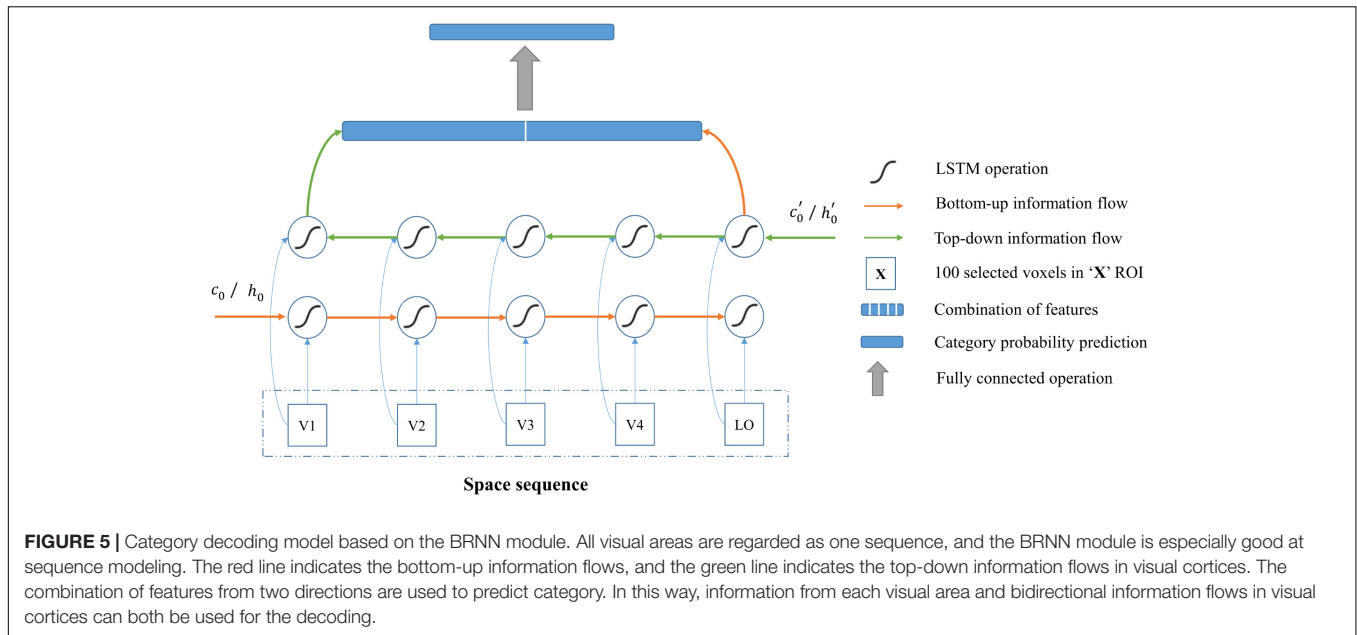 c′0 / h′0
c0 / h0
V1 V2 V3 V4 LO
Space sequence
LSTM operation
Bottom-up information flow
Top-down information flow
X 100 selected voxels in ‘X’ ROI
Combination of features
Category probability prediction
Fully connected operation
FIGURE 5 | Category decoding model based on the BRNN module. All visual areas are regarded as one sequence, and the BRNN module is especially good at
sequence modeling. The red line indicates the bottom-up information flows, and the green line indicates the top-down information flows in visual cortices. The
combination of features from two directions are used to predict category. In this way, information from each visual area and bidirectional information flows in visual
cortices can both be used for the decoding.